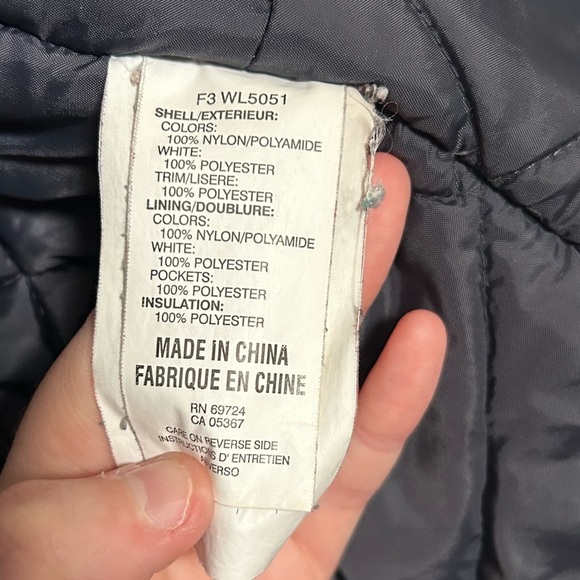 F3 WL5051
SHELL/EXTERIEUR:
COLORS:
100% NYLON/POLYAMIDE
WHITE:
100% POLYESTER
TRIM/LISERE:
100% POLYESTER
LINING/DOUBLURE:
COLORS:
100% NYLON/POLYAMIDE
WHITE:
100% POLYESTER
POCKETS:
100% POLYESTER
INSULATION:
100% POLYESTER
MADE IN CHINA
FABRIQUE EN CHINE
RN 69724
CA 05367
CARE ON REVERSE SIDE
INSTRUCTIONS D' ENTRETIEN